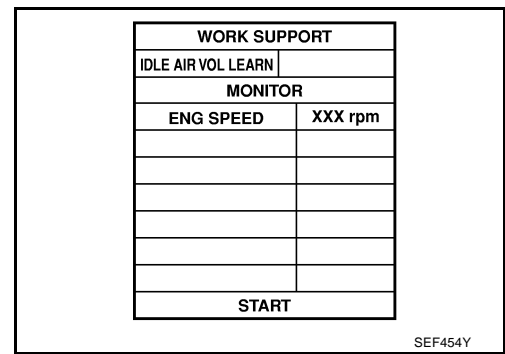 WORK SUPPORT
IDLE AIR VOL LEARN
MONITOR
ENG SPEED XXX rpm
START
SEF454Y